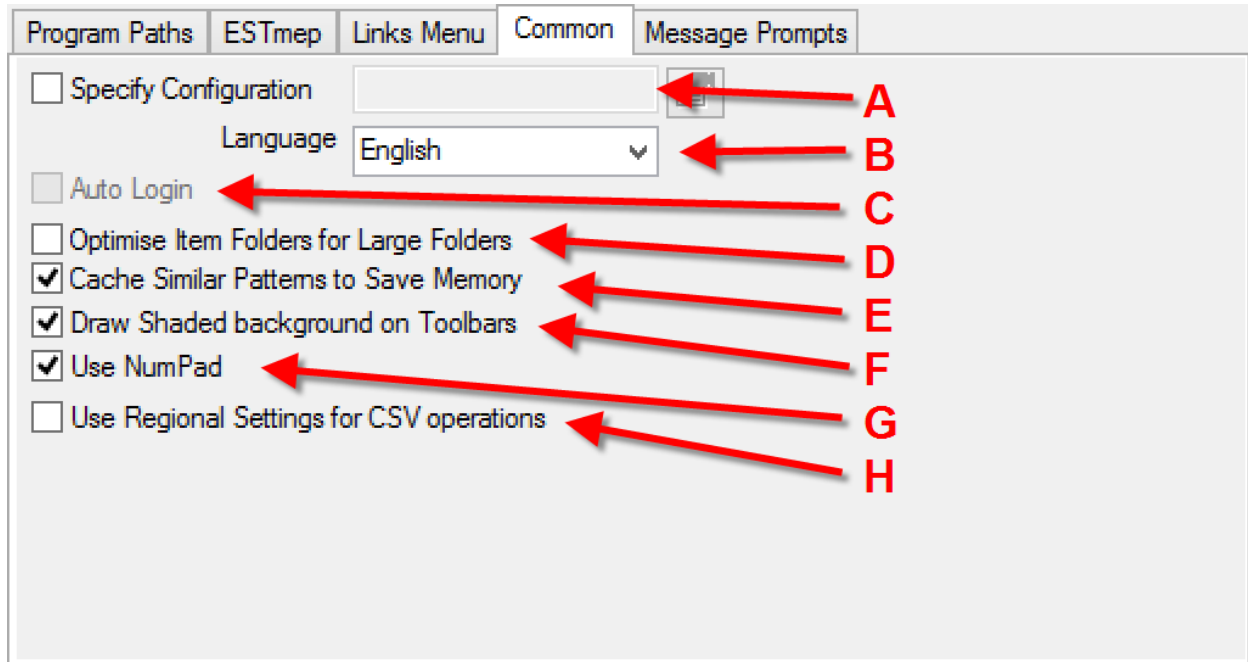 Program Paths ESTmep Links Menu Common Message Prompts
Specify Configuration A
Language English B
Auto Login C
Optimise Item Folders for Large Folders D
Cache Similar Patterns to Save Memory E
Draw Shaded background on Toolbars F
Use NumPad G
Use Regional Settings for CSV operations H